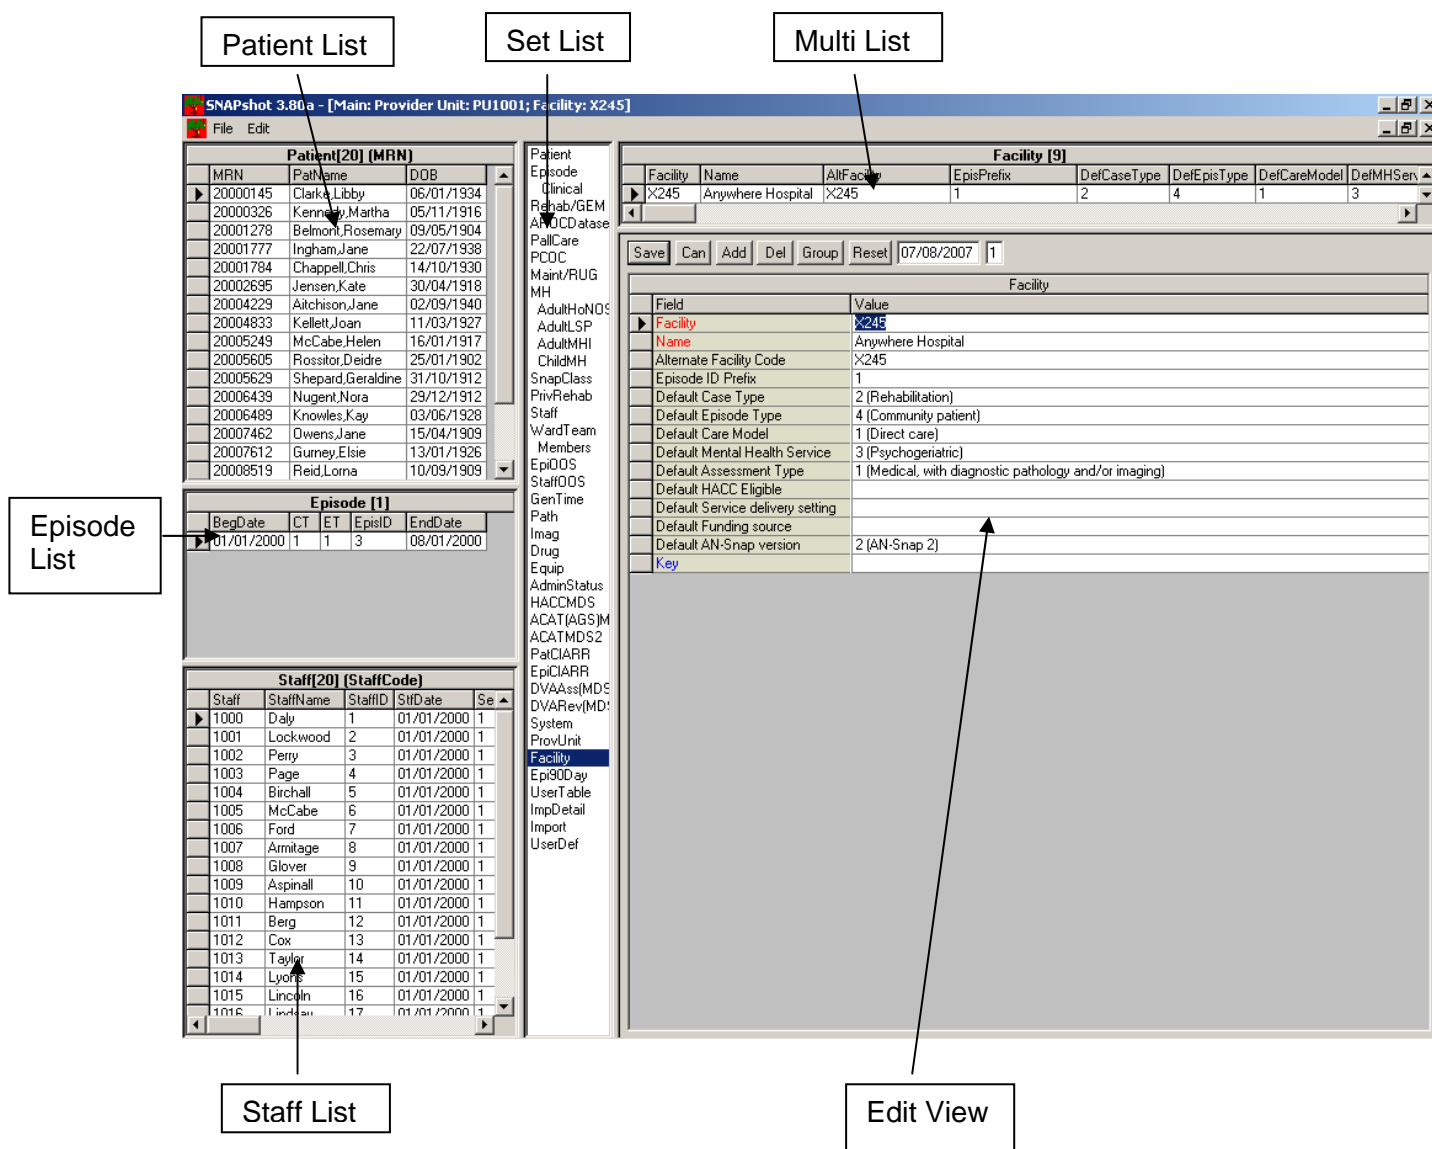 Patient List
Set List
Multi List
SNAPshot 3.80a - [Main: Provider Unit: PU1001; Facility: X245]
File Edit
Patient[20] (MRN)
MRN PatName DOB
20000145 Clarke,Libby 06/01/1934
20000326 Kennedy,Martha 05/11/1916
20001278 Belmont,Rosemary 09/05/1904
20001777 Ingham,Jane 22/07/1938
20001784 Chappell,Chris 14/10/1930
20002695 Jensen,Kate 30/04/1918
20004229 Aitchison,Jane 02/09/1940
20004833 Kellett,Joan 11/03/1927
20005249 McCabe,Helen 16/01/1917
20005605 Rossitor,Deidre 25/01/1902
20005629 Shepard,Geraldine 31/10/1912
20006439 Nugent,Nora 29/12/1912
20006489 Knowles,Kay 03/06/1928
20007462 Owens,Jane 15/04/1909
20007612 Gurney,Elsie 13/01/1926
20008519 Reid,Lorna 10/09/1909
Episode [1]
BegDate CT ET EpisID EndDate
01/01/2000 1 1 3 08/01/2000
Episode
List
Staff[20] (StaffCode)
Staff StaffName StaffID StfDate Se
1000 Daly 1 01/01/2000 1
1001 Lockwood 2 01/01/2000 1
1002 Perry 3 01/01/2000 1
1003 Page 4 01/01/2000 1
1004 Birchall 5 01/01/2000 1
1005 McCabe 6 01/01/2000 1
1006 Ford 7 01/01/2000 1
1007 Armitage 8 01/01/2000 1
1008 Glover 9 01/01/2000 1
1009 Aspinall 10 01/01/2000 1
1010 Hampson 11 01/01/2000 1
1011 Berg 12 01/01/2000 1
1012 Cox 13 01/01/2000 1
1013 Taylor 14 01/01/2000 1
1014 Lyons 15 01/01/2000 1
1015 Lincoln 16 01/01/2000 1
1016 Lindsay 17 01/01/2000 1
Patient
Episode
Clinical
Rehab/GEM
AROCDatase
PallCare
PCOC
Maint/RUG
MH
AdultHoNOS
AdultLSP
AdultMHI
ChildMH
SnapClass
PrivRehab
Staff
WardTeam
Members
EpiOOS
StaffOOS
GenTime
Path
Imag
Drug
Equip
AdminStatus
HACCMDS
ACAT(AGS)M
ACATMDS2
PatCIARR
EpiCIARR
DVAAss(MDS
DVARev(MDS
System
ProvUnit
Facility
Epi90Day
UserTable
ImpDetail
Import
UserDef
Facility [9]
Facility Name AltFacility EpisPrefix DefCaseType DefEpisType DefCareModel DefMHServ
X245 Anywhere Hospital X245 1 2 4 1 3
Save Can Add Del Group Reset 07/08/2007 1
Facility
Field Value
Facility X245
Name Anywhere Hospital
Alternate Facility Code X245
Episode ID Prefix 1
Default Case Type 2 (Rehabilitation)
Default Episode Type 4 (Community patient)
Default Care Model 1 (Direct care)
Default Mental Health Service 3 (Psychogeriatric)
Default Assessment Type 1 (Medical, with diagnostic pathology and/or imaging)
Default HACC Eligible
Default Service delivery setting
Default Funding source
Default AN-Snap version 2 (AN-Snap 2)
Key
Staff List
Edit View